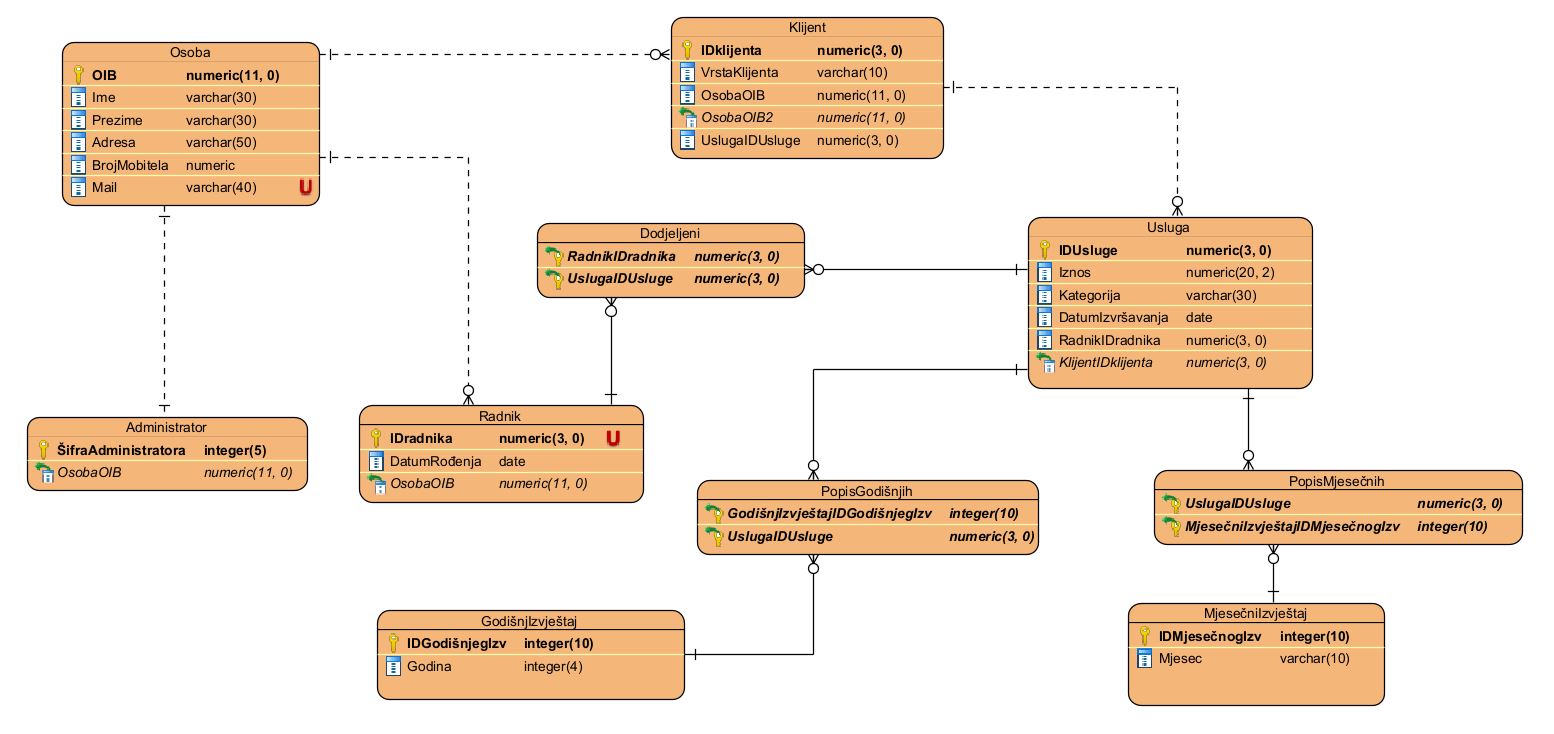 Osoba
OIB numeric(11, 0)
Ime varchar(30)
Prezime varchar(30)
Adresa varchar(50)
BrojMobitela numeric
Mail varchar(40) U
Klijent
IDklijenta numeric(3, 0)
VrstaKlijenta varchar(10)
OsobaOIB numeric(11, 0)
OsobaOIB2 numeric(11, 0)
UslugaIDUsluge numeric(3, 0)
Dodjeljeni
RadnikIDradnika numeric(3, 0)
UslugaIDUsluge numeric(3, 0)
Usluga
IDUsluge numeric(3, 0)
Iznos numeric(20, 2)
Kategorija varchar(30)
DatumIzvršavanja date
RadnikIDradnika numeric(3, 0)
KlijentIDklijenta numeric(3, 0)
Administrator
ŠifraAdministratora integer(5)
OsobaOIB numeric(11, 0)
Radnik
IDradnika numeric(3, 0) U
DatumRođenja date
OsobaOIB numeric(11, 0)
PopisGodišnjih
GodišnjIzvještajIDGodišnjegIzv integer(10)
UslugaIDUsluge numeric(3, 0)
PopisMjesečnih
UslugaIDUsluge numeric(3, 0)
MjesečniIzvještajIDMjesečnogIzv integer(10)
GodišnjIzvještaj
IDGodišnjegIzv integer(10)
Godina integer(4)
MjesečniIzvještaj
IDMjesečnogIzv integer(10)
Mjesec varchar(10)